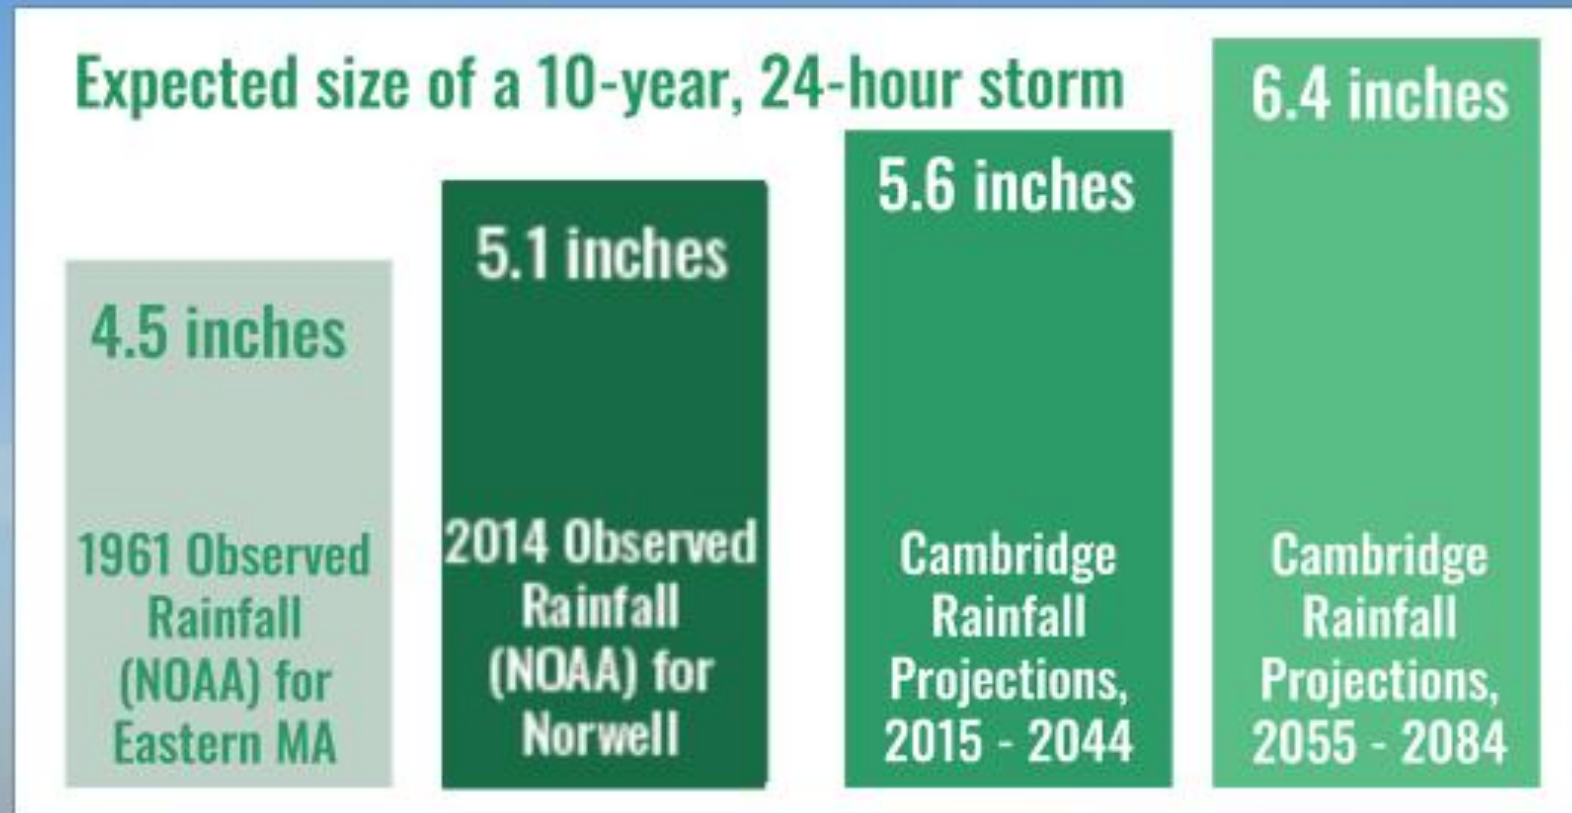 Expected size of a 10-year, 24-hour storm
4.5 inches
1961 Observed
Rainfall
(NOAA) for
Eastern MA
5.1 inches
2014 Observed
Rainfall
(NOAA) for
Norwell
5.6 inches
Cambridge
Rainfall
Projections,
2015 - 2044
6.4 inches
Cambridge
Rainfall
Projections,
2055 - 2084